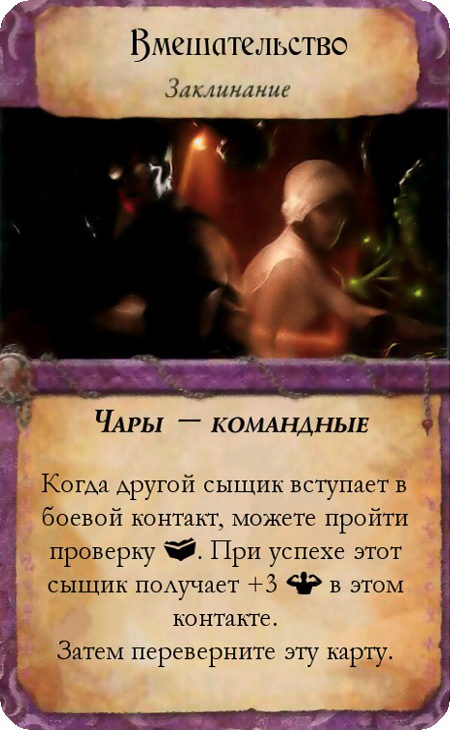 Вмешательство
Заклинание
Чары — командные
Когда другой сыщик вступает в
боевой контакт, можете пройти
проверку . При успехе этот
сыщик получает +3 в этом
контакте.
Затем переверните эту карту.